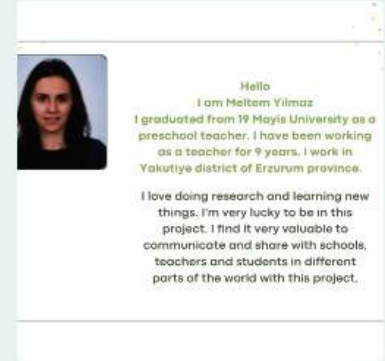 Hello
I am Meltem Yilmaz
I graduated from 19 Mayis University as a
preschool teacher. I have been working
as a teacher for 9 years. I work in
Yakutiye district of Erzurum province.
I love doing research and learning new
things. I'm very lucky to be in this
project. I find it very valuable to
communicate and share with schools,
teachers and students in different
parts of the world with this project.